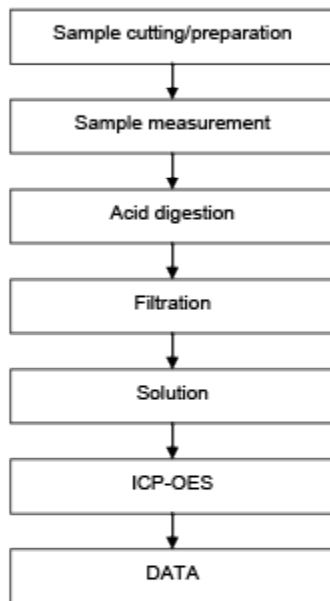 Sample cutting/preparation
Sample measurement
Acid digestion
Filtration
Solution
ICP-OES
DATA